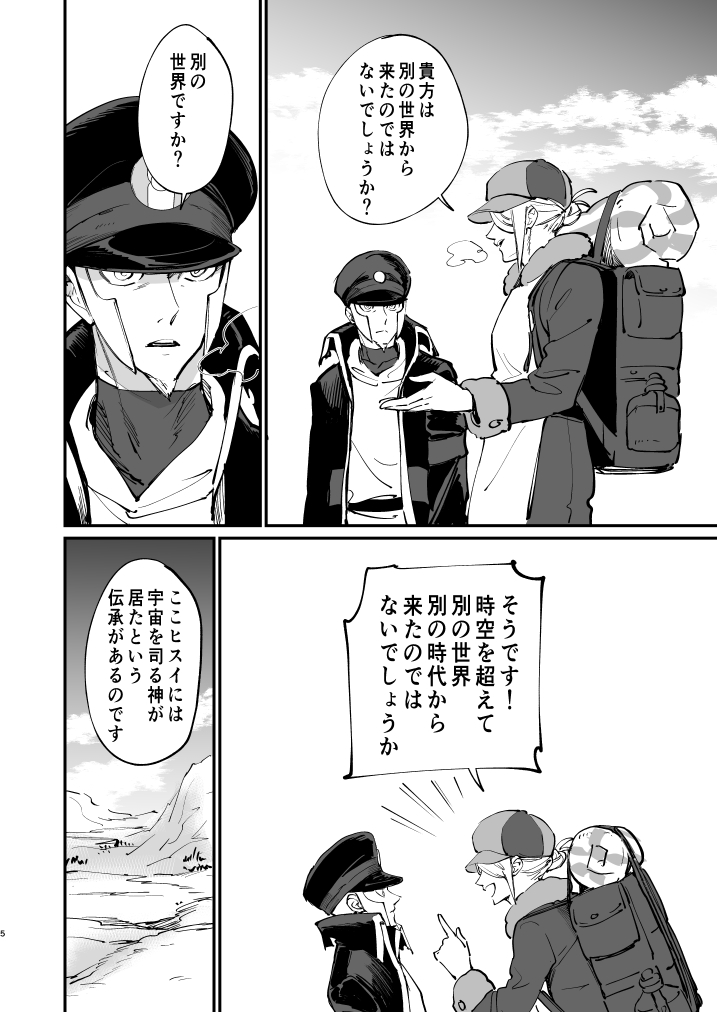 貴方は
別の世界から
来たのでは
ないでしょうか？
別の
世界ですか？
そうです！
時空を超えて
別の世界
別の時代から
来たのでは
ないでしょうか
ここヒスイには
宇宙を司る神が
居たという
伝承があるのです
5